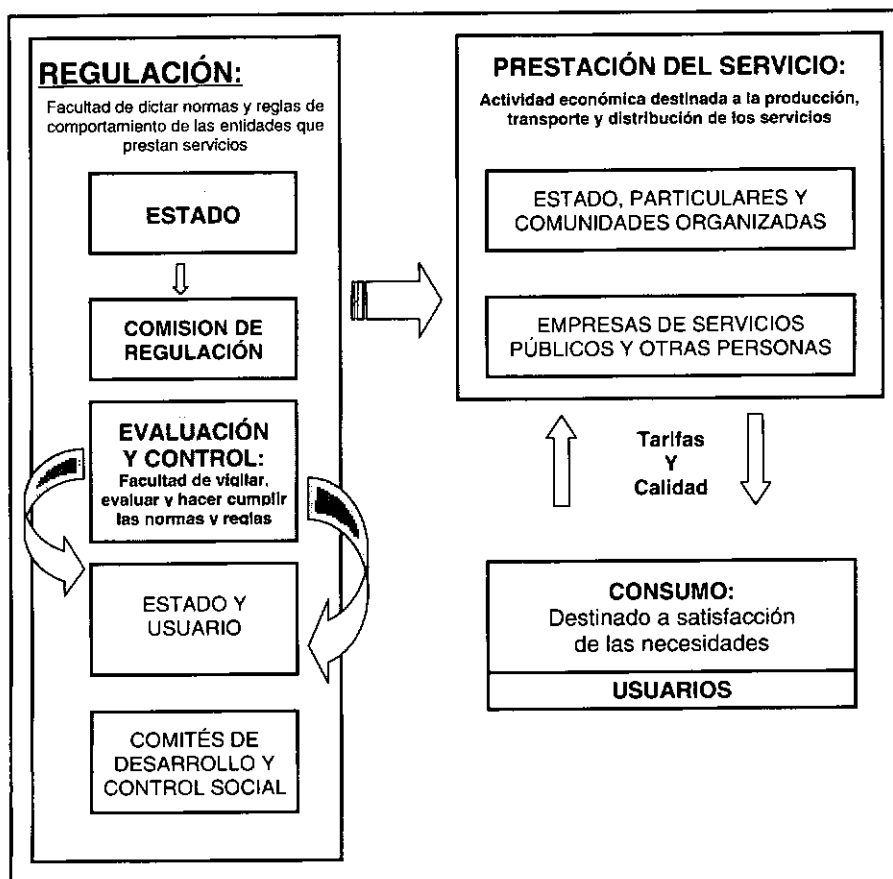 REGULACIÓN:
Facultad de dictar normas y reglas de
comportamiento de las entidades que
prestan servicios
ESTADO
COMISION DE
REGULACIÓN
EVALUACIÓN
Y CONTROL:
Facultad de vigilar,
evaluar y hacer cumplir
las normas y reglas
ESTADO Y
USUARIO
COMITÉS DE
DESARROLLO Y
CONTROL SOCIAL
PRESTACIÓN DEL SERVICIO:
Actividad económica destinada a la producción,
transporte y distribución de los servicios
ESTADO, PARTICULARES Y
COMUNIDADES ORGANIZADAS
EMPRESAS DE SERVICIOS
PÚBLICOS Y OTRAS PERSONAS
Tarifas
Y
Calidad
CONSUMO:
Destinado a satisfacción
de las necesidades
USUARIOS